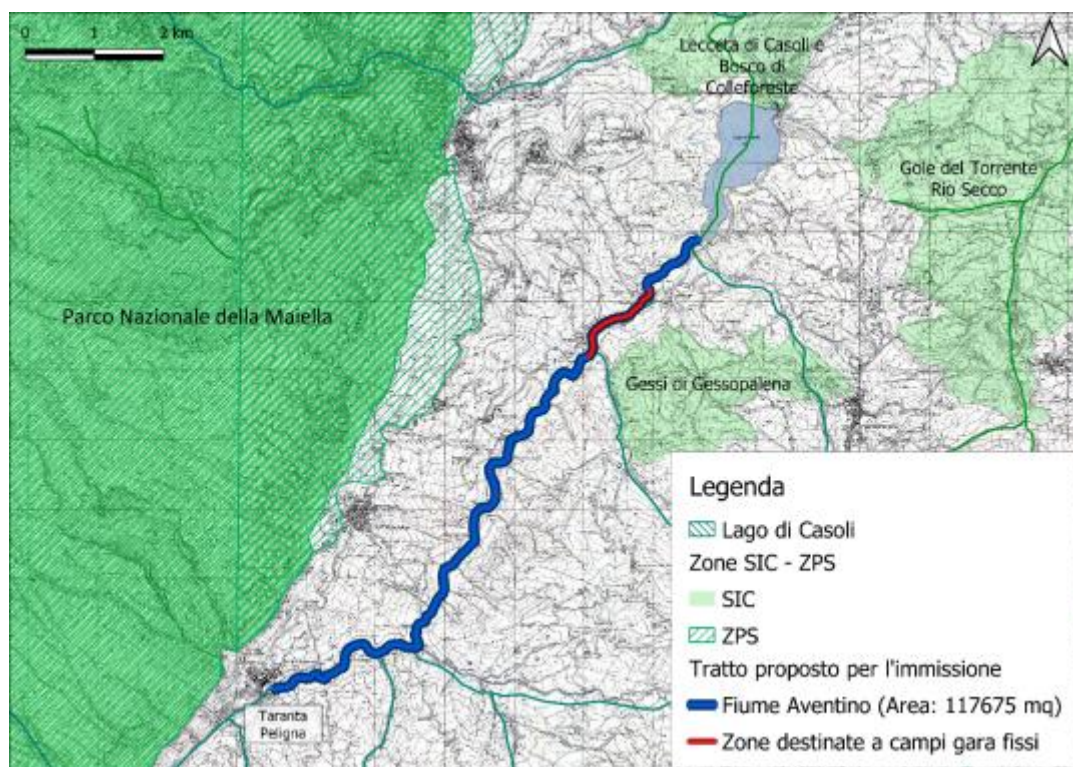 0 1 2 km
Lecceta di Casoli e
Bosco di
Colleforeste
Gole del Torrente
Rio Secco
Parco Nazionale della Maiella
Gessi di Gessopalena
Taranta
Peligna
Legenda
Lago di Casoli
Zone SIC - ZPS
SIC
ZPS
Tratto proposto per l'immissione
Fiume Aventino (Area: 117675 mq)
Zone destinate a campi gara fissi